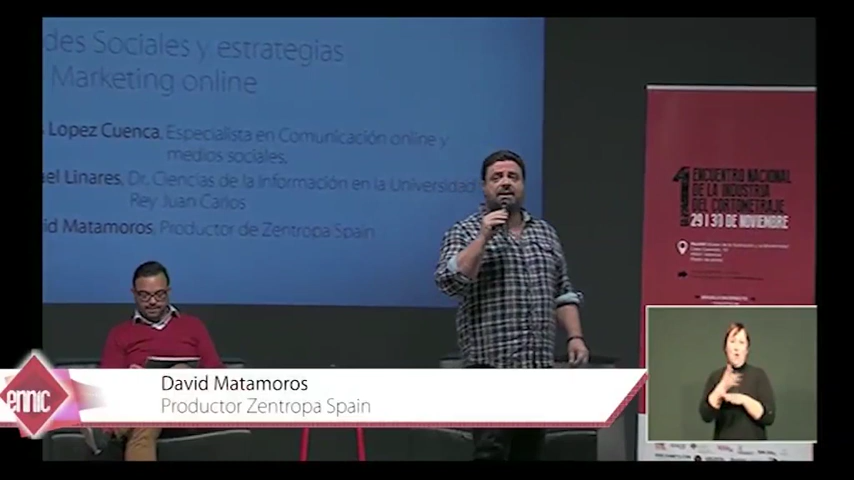 des Sociales y estrategias
Marketing online
Lopez Cuenca, Especialista en Comunicación online y
medios sociales.
ael Linares, Dr. Ciencias de la Información en la Universidad
Rey Juan Carlos
id Matamoros, Productor de Zentropa Spain
1
ENCUENTRO NACIONAL
DE LA INDUSTRIA
DEL CORTOMETRAJE
29 | 30 DE NOVIEMBRE
ennic
David Matamoros
Productor Zentropa Spain